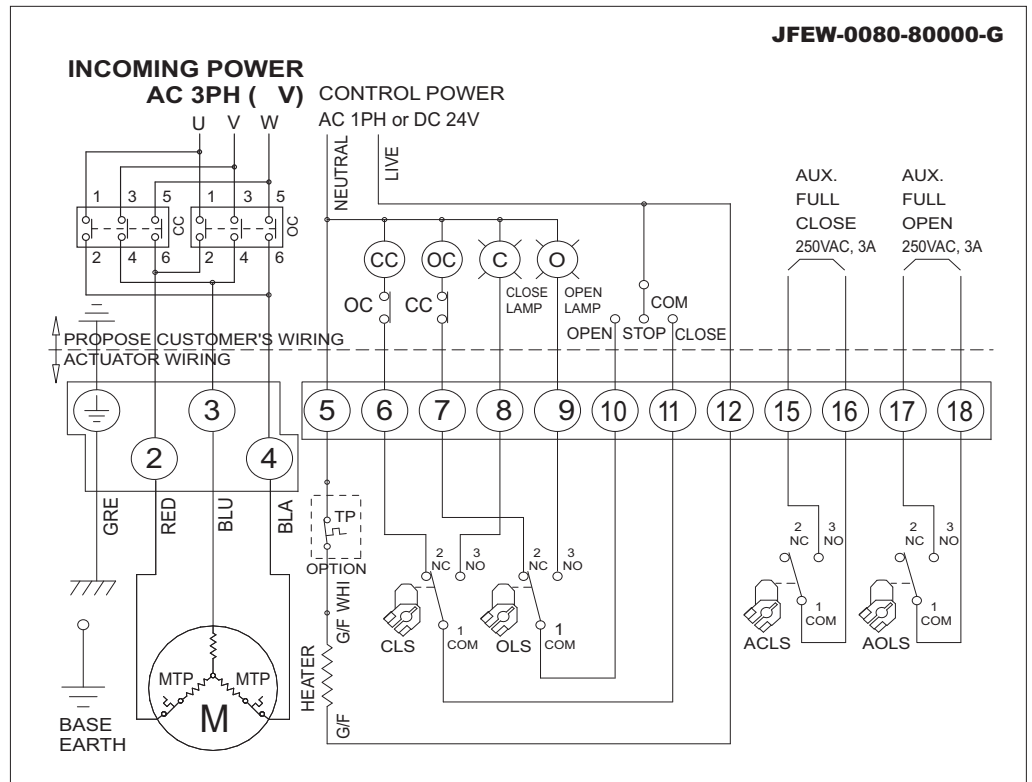 JFEW-0080-80000-G
INCOMING POWER
AC 3PH ( V)
U V W
CONTROL POWER
AC 1PH or DC 24V
NEUTRAL
LIVE
1 3 5
CC
2 4 6
1 3 5
OC
2 4 6
CC OC C O
OC CC
CLOSE
LAMP
OPEN
LAMP
COM
OPEN STOP CLOSE
AUX.
FULL
CLOSE
250VAC, 3A
AUX.
FULL
OPEN
250VAC, 3A
PROPOSE CUSTOMER'S WIRING
ACTUATOR WIRING
3
2 4
5 6 7 8 9 10 11 12 15 16 17 18
GRE
RED
BLU
BLA
TP
OPTION
G/F WHI
HEATER
G/F
2
NC
3
NO
1
COM
CLS
2
NC
3
NO
1
COM
OLS
2
NC
3
NO
1
COM
ACLS
2
NC
3
NO
1
COM
AOLS
MTP MTP
M
BASE
EARTH